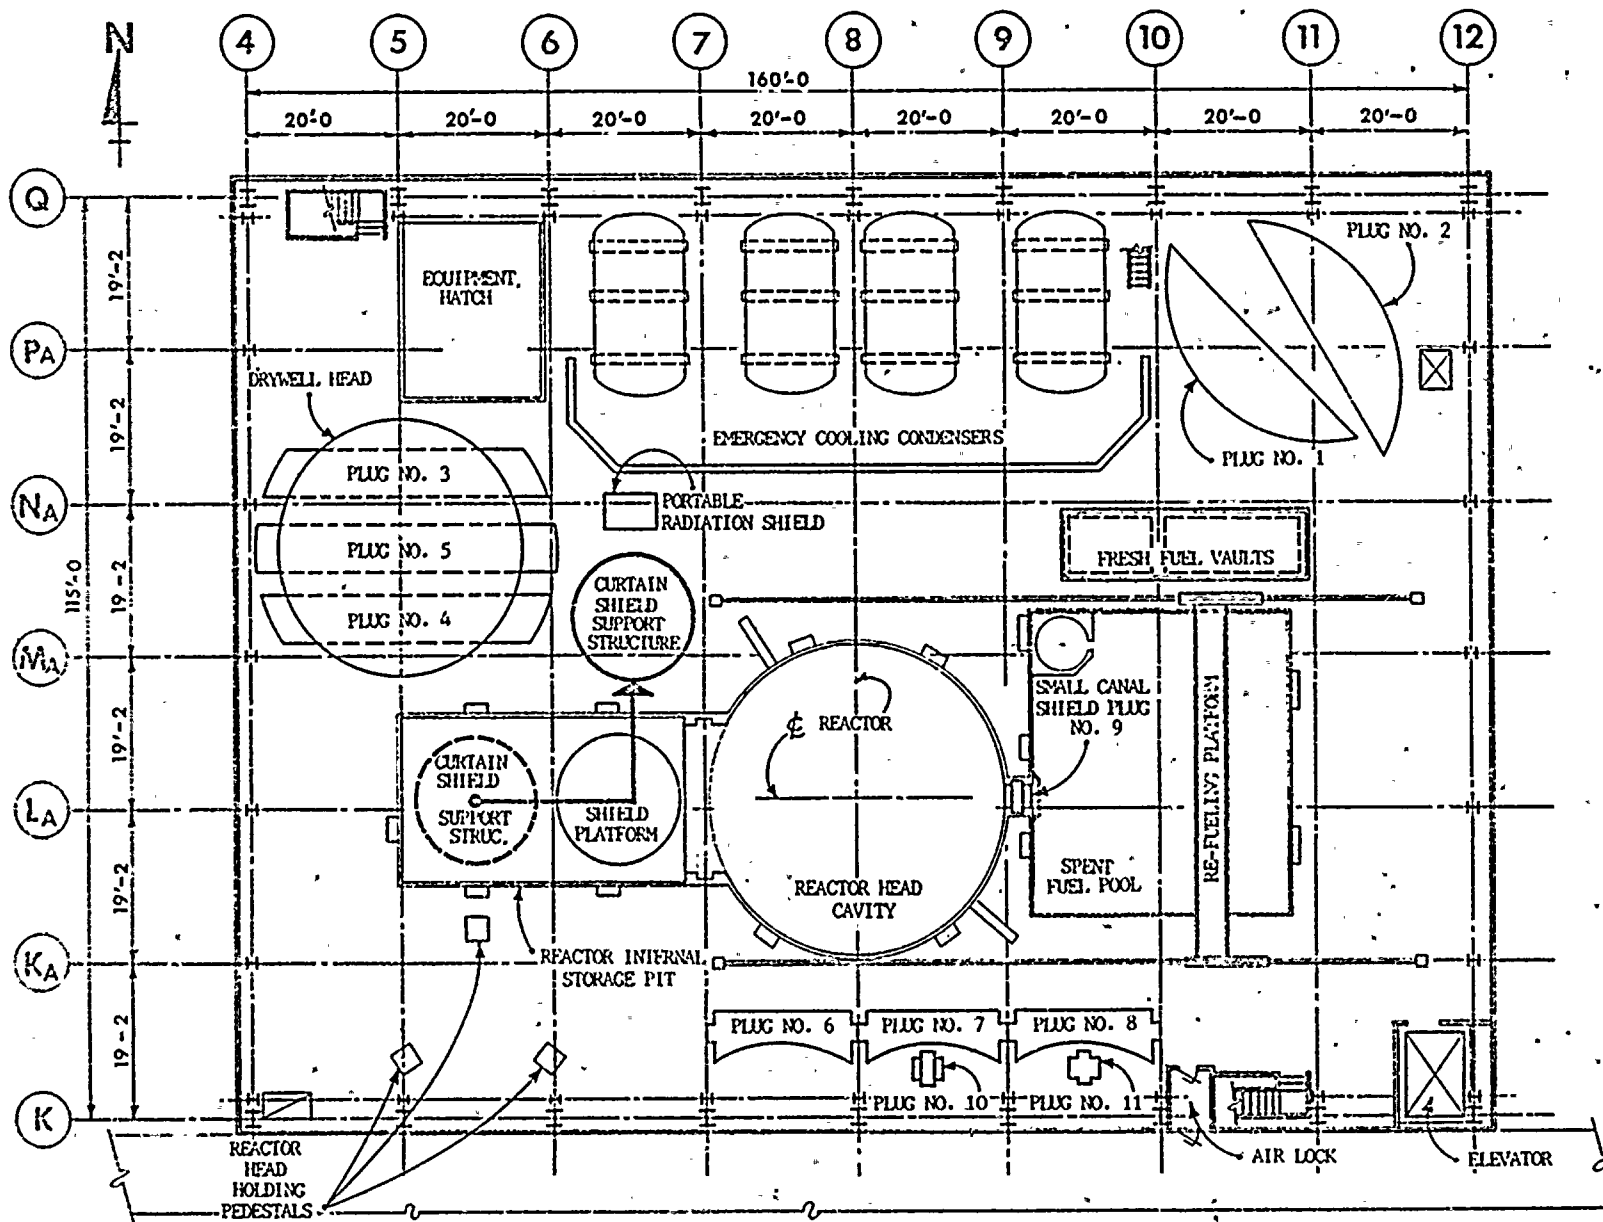 N
4 5 6 7 8 9 10 11 12
160'-0
20'-0 20'-0 20'-0 20'-0 20'-0 20'-0 20'-0 20'-0
Q
PLUG NO. 2
19'-2
EQUIPMENT
HATCH
PA
DRYWELL HEAD
19'-2
EMERGENCY COOLING CONDENSERS
PLUG NO. 1
PLUG NO. 3
NA
PORTABLE
RADIATION SHIELD
PLUG NO. 5
FRESH FUEL VAULTS
115'-0
19'-2
CURTAIN
SHIELD
SUPPORT
STRUCTURE
PLUG NO. 4
MA
SMALL CANAL
SHIELD PLUG
NO. 9
RE-FUELING PLATFORM
19'-2
℄ REACTOR
CURTAIN
SHIELD
SUPPORT
STRUC.
LA
SHIELD
PLATFORM
SPENT
FUEL POOL
19'-2
REACTOR HEAD
CAVITY
KA
REACTOR INTERNAL
STORAGE PIT
19-2
PLUG NO. 6
PLUG NO. 7
PLUG NO. 8
PLUG NO. 10
PLUG NO. 11
K
REACTOR
HEAD
HOLDING
PEDESTALS
AIR LOCK
ELEVATOR